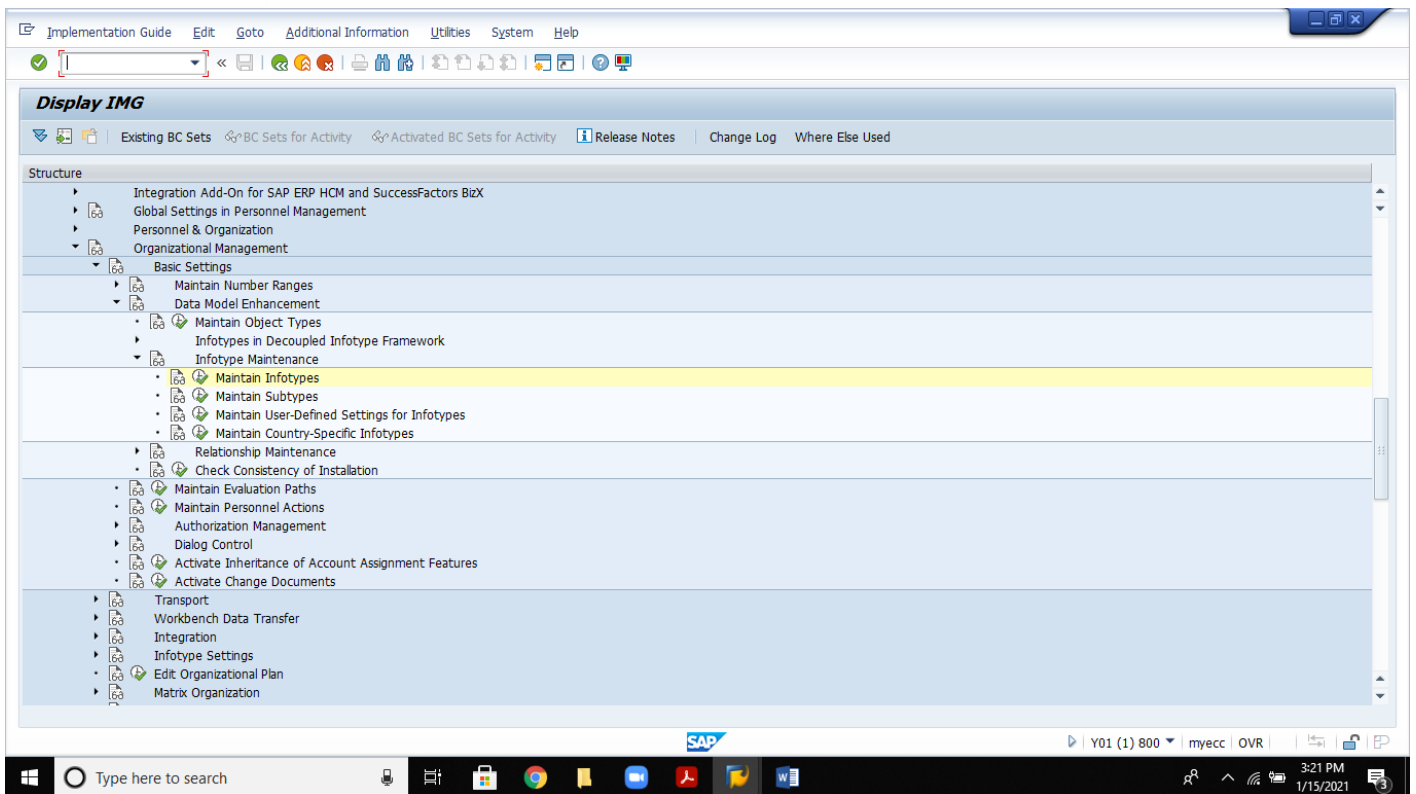 Implementation Guide Edit Goto Additional Information Utilities System Help
Display IMG
Existing BC Sets BC Sets for Activity Activated BC Sets for Activity Release Notes Change Log Where Else Used
Structure
Integration Add-On for SAP ERP HCM and SuccessFactors BizX
Global Settings in Personnel Management
Personnel & Organization
Organizational Management
Basic Settings
Maintain Number Ranges
Data Model Enhancement
Maintain Object Types
Infotypes in Decoupled Infotype Framework
Infotype Maintenance
Maintain Infotypes
Maintain Subtypes
Maintain User-Defined Settings for Infotypes
Maintain Country-Specific Infotypes
Relationship Maintenance
Check Consistency of Installation
Maintain Evaluation Paths
Maintain Personnel Actions
Authorization Management
Dialog Control
Activate Inheritance of Account Assignment Features
Activate Change Documents
Transport
Workbench Data Transfer
Integration
Infotype Settings
Edit Organizational Plan
Matrix Organization
SAP Y01 (1) 800 myecc OVR
Type here to search 3:21 PM
1/15/2021